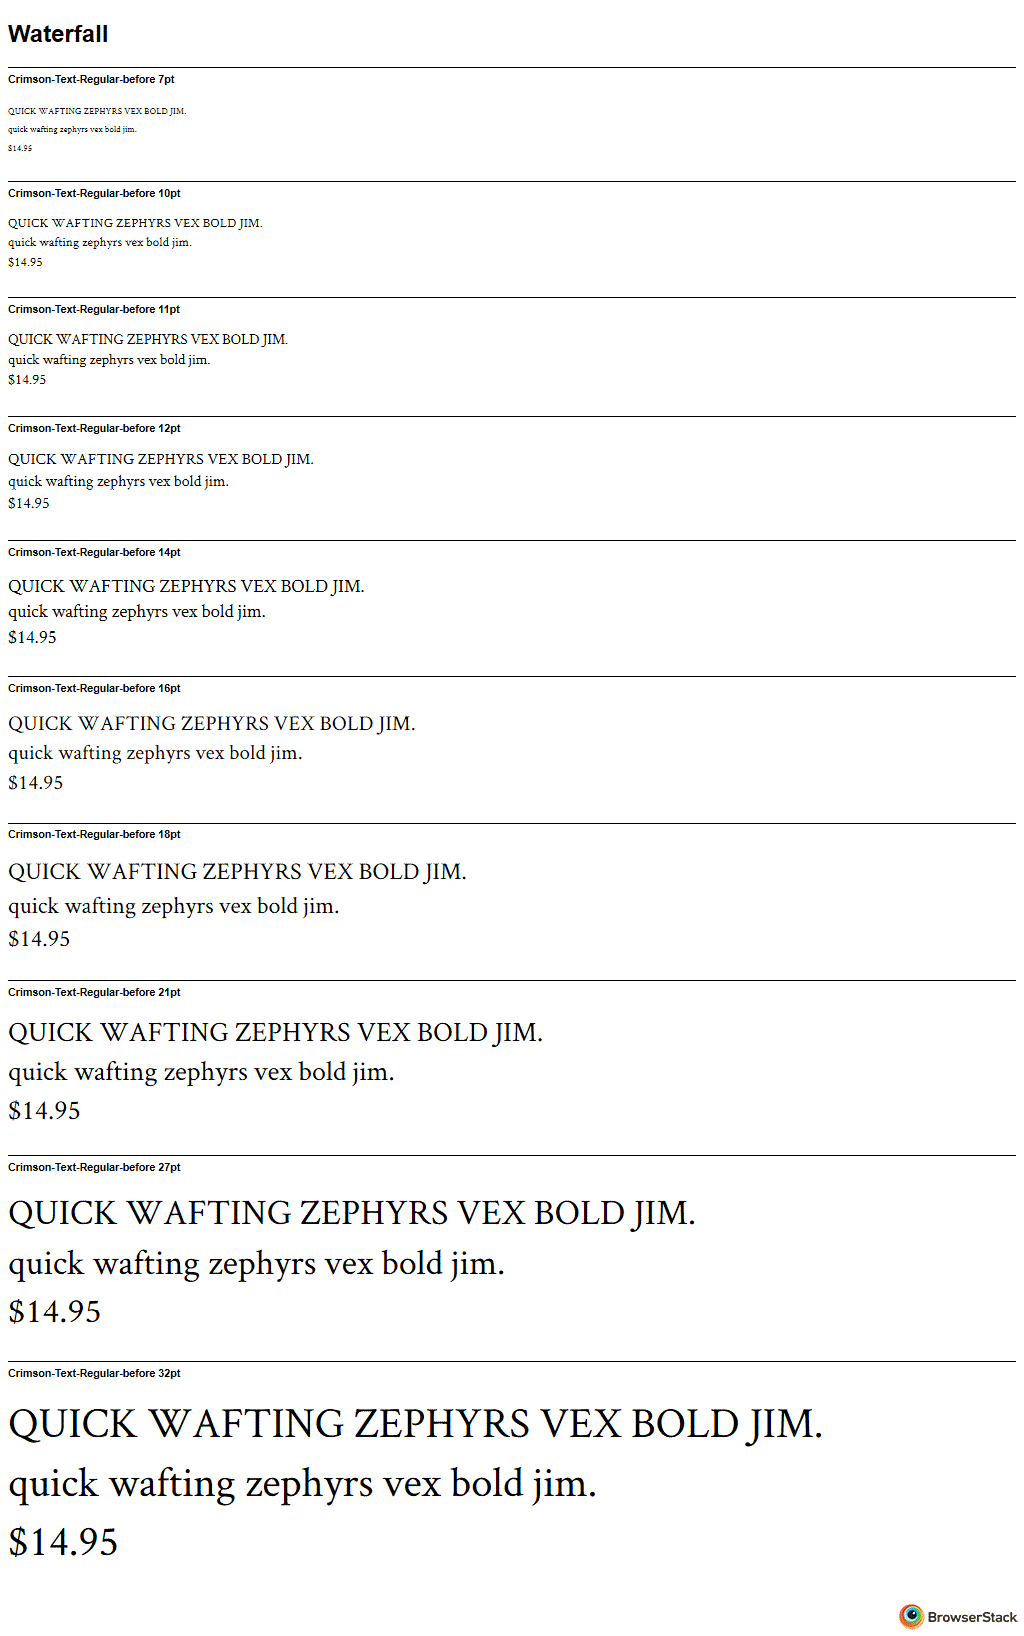 Waterfall
Crimson-Text-Regular-before 7pt
QUICK WAFTING ZEPHYRS VEX BOLD JIM.
quick wafting zephyrs vex bold jim.
$14.95
Crimson-Text-Regular-before 10pt
QUICK WAFTING ZEPHYRS VEX BOLD JIM.
quick wafting zephyrs vex bold jim.
$14.95
Crimson-Text-Regular-before 11pt
QUICK WAFTING ZEPHYRS VEX BOLD JIM.
quick wafting zephyrs vex bold jim.
$14.95
Crimson-Text-Regular-before 12pt
QUICK WAFTING ZEPHYRS VEX BOLD JIM.
quick wafting zephyrs vex bold jim.
$14.95
Crimson-Text-Regular-before 14pt
QUICK WAFTING ZEPHYRS VEX BOLD JIM.
quick wafting zephyrs vex bold jim.
$14.95
Crimson-Text-Regular-before 16pt
QUICK WAFTING ZEPHYRS VEX BOLD JIM.
quick wafting zephyrs vex bold jim.
$14.95
Crimson-Text-Regular-before 18pt
QUICK WAFTING ZEPHYRS VEX BOLD JIM.
quick wafting zephyrs vex bold jim.
$14.95
Crimson-Text-Regular-before 21pt
QUICK WAFTING ZEPHYRS VEX BOLD JIM.
quick wafting zephyrs vex bold jim.
$14.95
Crimson-Text-Regular-before 27pt
QUICK WAFTING ZEPHYRS VEX BOLD JIM.
quick wafting zephyrs vex bold jim.
$14.95
Crimson-Text-Regular-before 32pt
QUICK WAFTING ZEPHYRS VEX BOLD JIM.
quick wafting zephyrs vex bold jim.
$14.95
BrowserStack